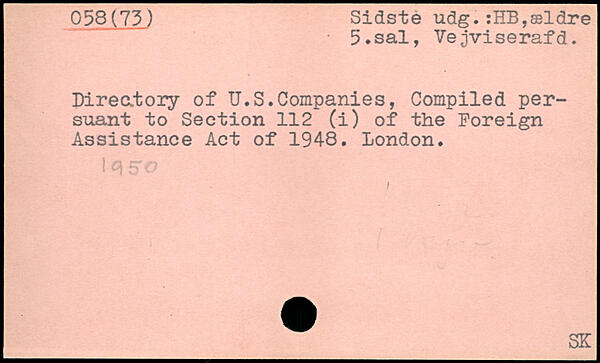 058(73)
Sidste udg.:HB,ældre
5.sal, Vejviserafd.
Directory of U.S.Companies, Compiled per-
suant to Section 112 (i) of the Foreign
Assistance Act of 1948. London.
1950
SK